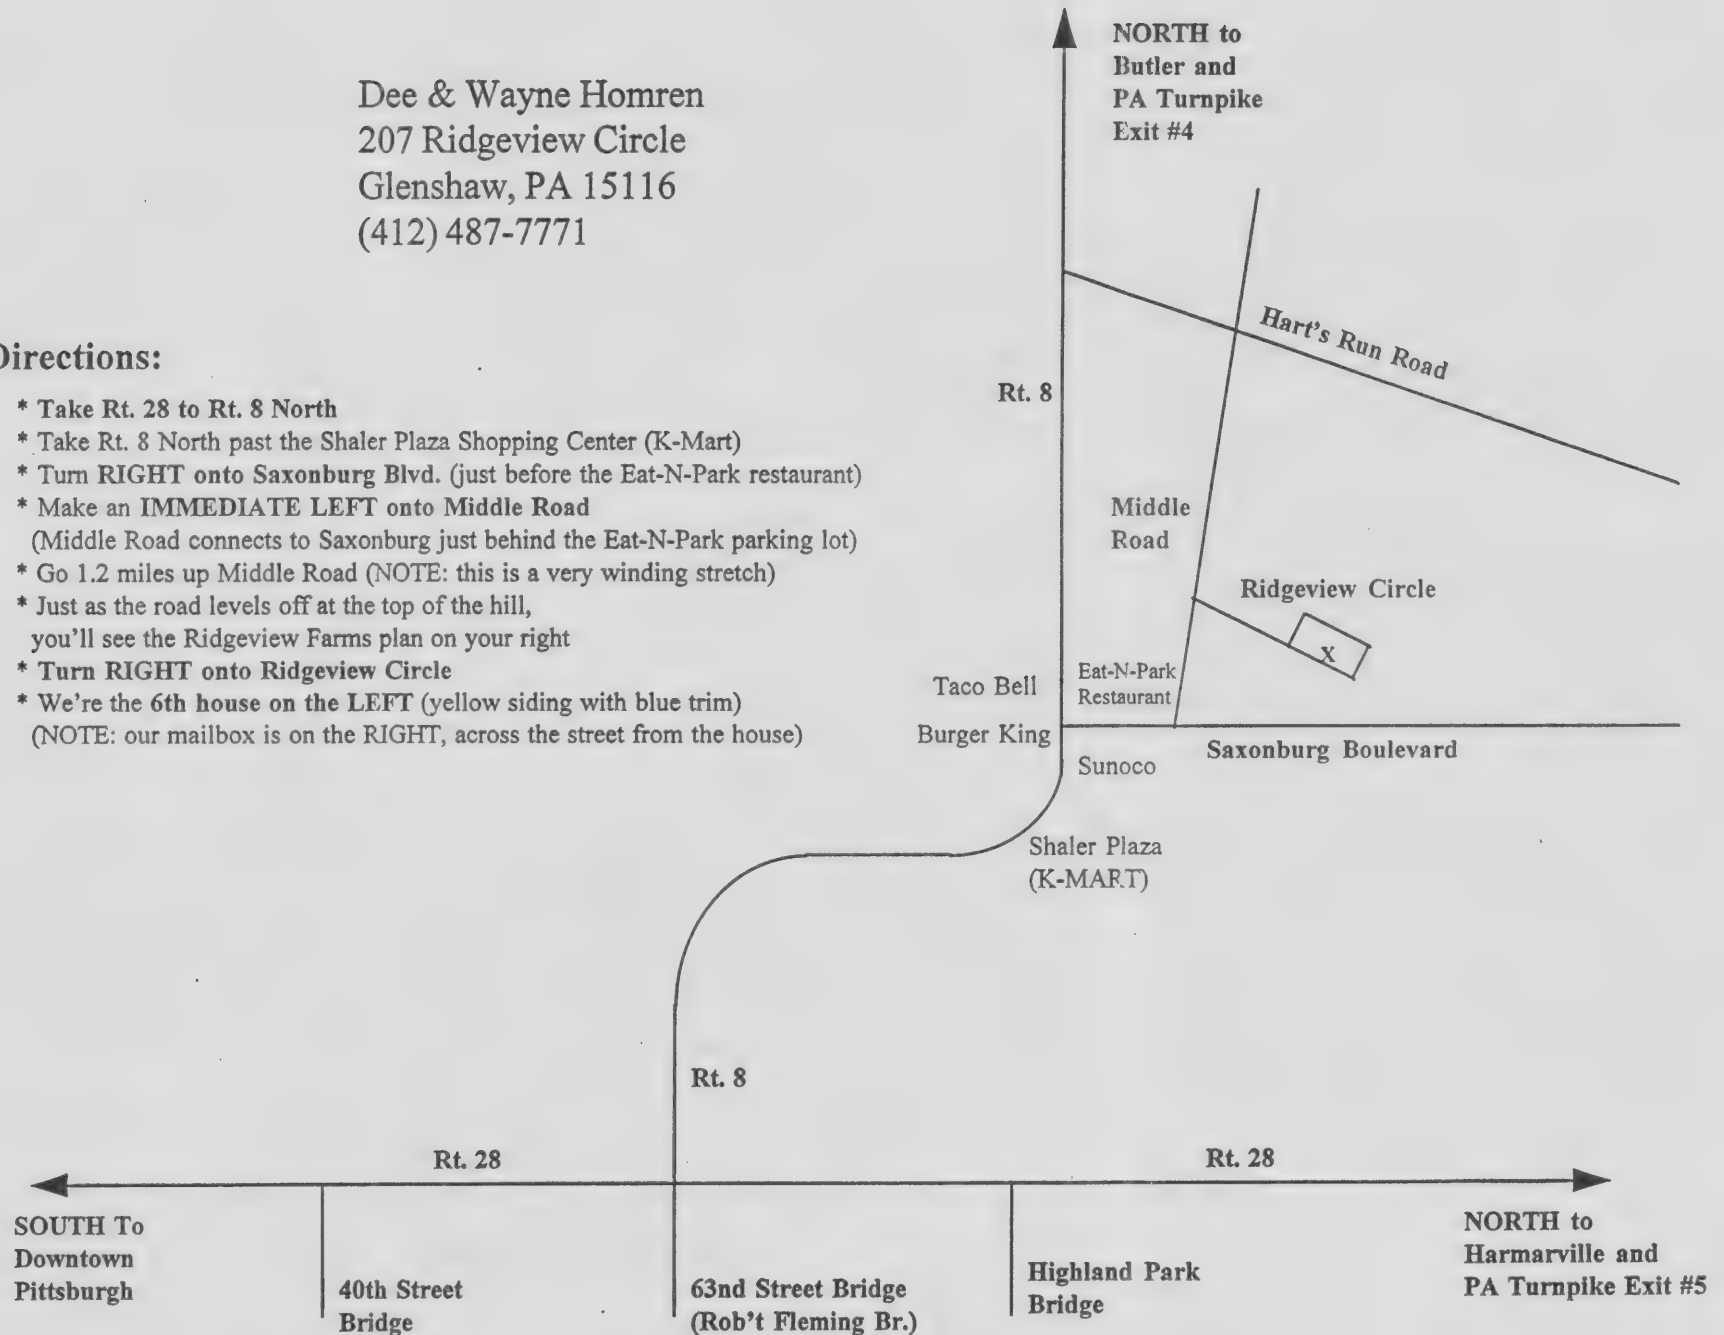 Dee & Wayne Homren
207 Ridgeview Circle
Glenshaw, PA 15116
(412) 487-7771
Directions:
* Take Rt. 28 to Rt. 8 North
* Take Rt. 8 North past the Shaler Plaza Shopping Center (K-Mart)
* Turn RIGHT onto Saxonburg Blvd. (just before the Eat-N-Park restaurant)
* Make an IMMEDIATE LEFT onto Middle Road
(Middle Road connects to Saxonburg just behind the Eat-N-Park parking lot)
* Go 1.2 miles up Middle Road (NOTE: this is a very winding stretch)
* Just as the road levels off at the top of the hill,
you'll see the Ridgeview Farms plan on your right
* Turn RIGHT onto Ridgeview Circle
* We're the 6th house on the LEFT (yellow siding with blue trim)
(NOTE: our mailbox is on the RIGHT, across the street from the house)
NORTH to
Butler and
PA Turnpike
Exit #4
Hart's Run Road
Rt. 8
Middle
Road
Ridgeview Circle
X
Taco Bell
Eat-N-Park
Restaurant
Burger King
Saxonburg Boulevard
Sunoco
Shaler Plaza
(K-MART)
Rt. 8
Rt. 28
Rt. 28
SOUTH To
Downtown
Pittsburgh
40th Street
Bridge
63nd Street Bridge
(Rob't Fleming Br.)
Highland Park
Bridge
NORTH to
Harmarville and
PA Turnpike Exit #5